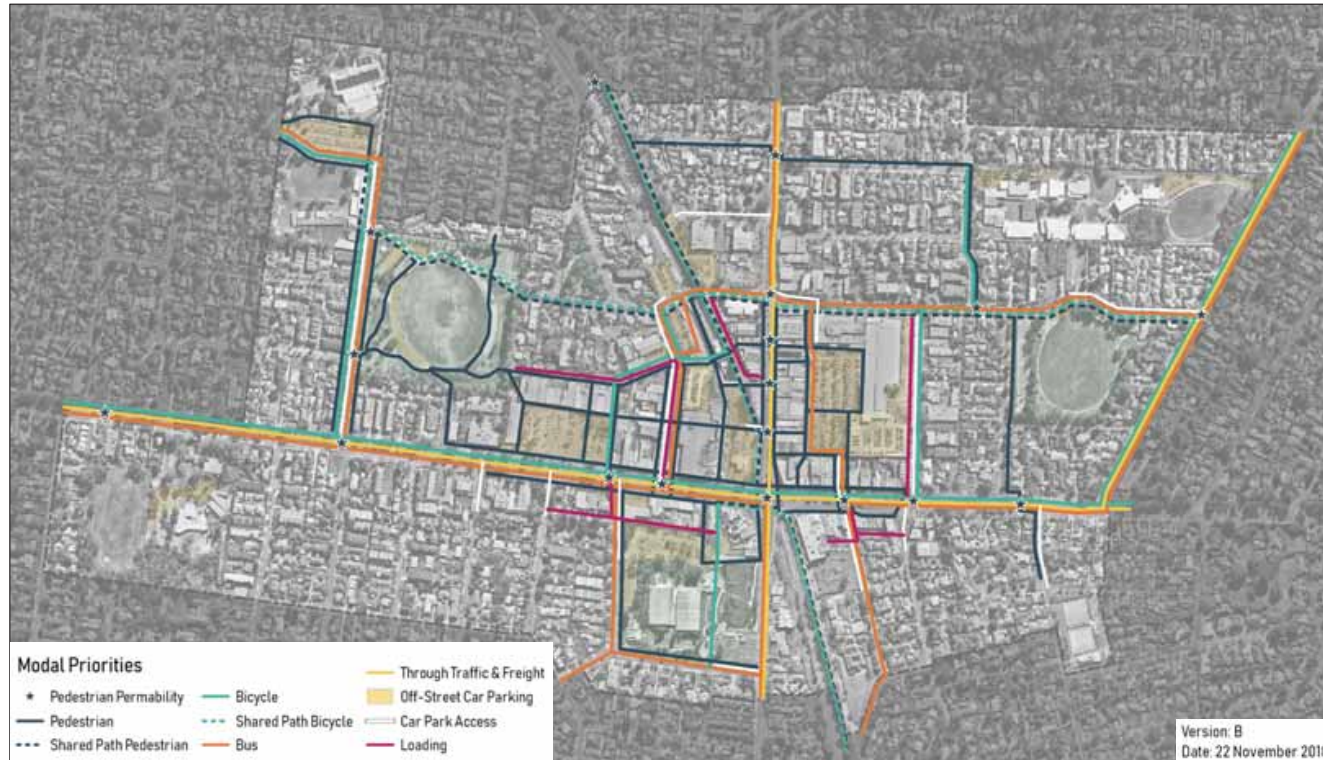 Modal Priorities
Pedestrian Permability
Pedestrian
Shared Path Pedestrian
Bicycle
Shared Path Bicycle
Bus
Through Traffic & Freight
Off-Street Car Parking
Car Park Access
Loading
Version: B
Date: 22 November 201